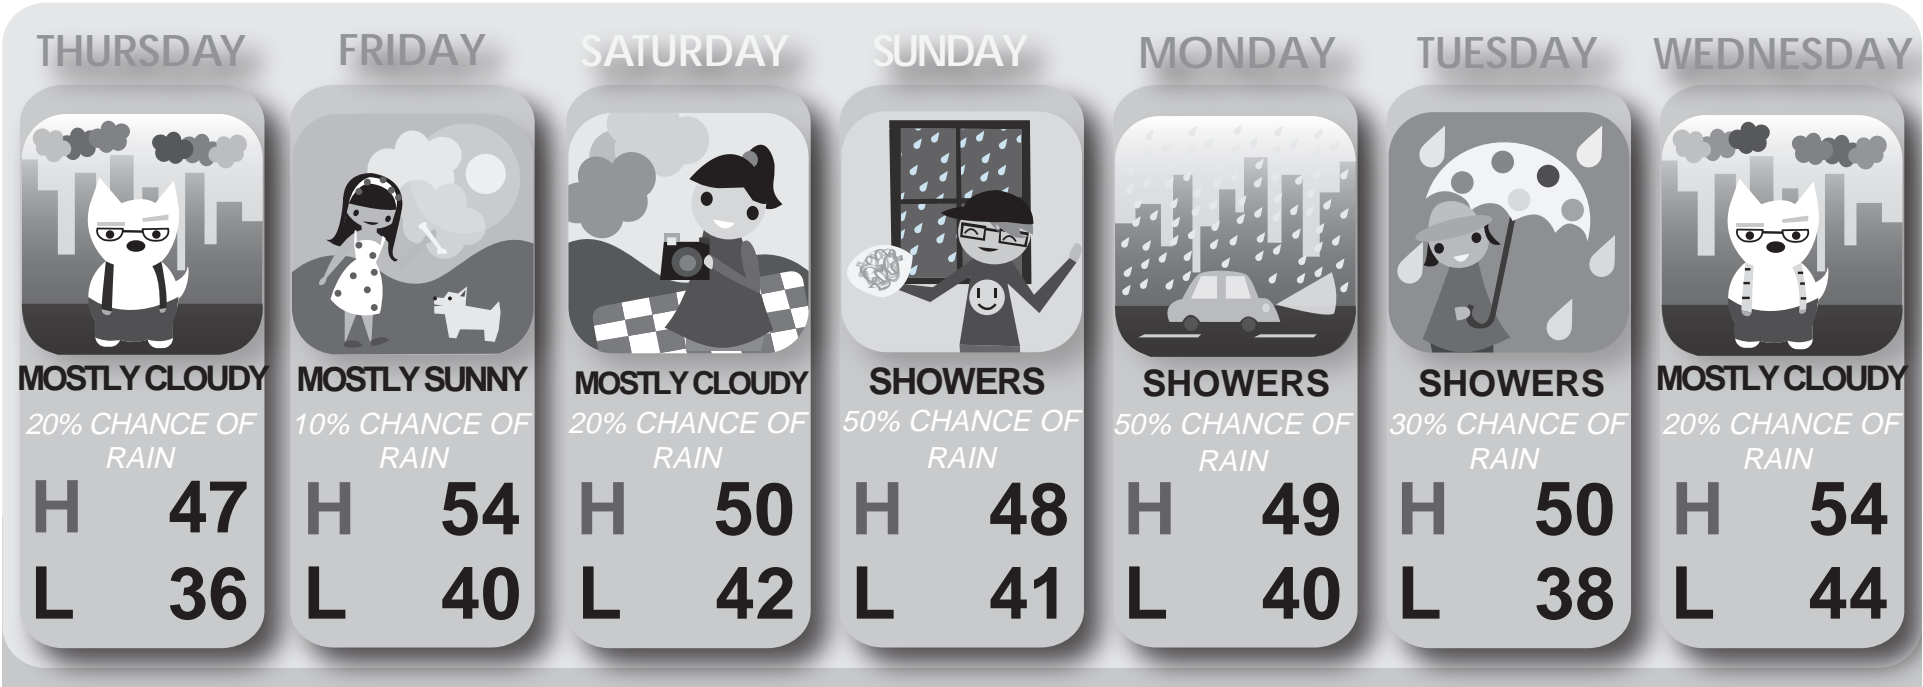 THURSDAY
MOSTLY CLOUDY
20% CHANCE OF
RAIN
H 47
L 36
FRIDAY
MOSTLY SUNNY
10% CHANCE OF
RAIN
H 54
L 40
SATURDAY
MOSTLY CLOUDY
20% CHANCE OF
RAIN
H 50
L 42
SUNDAY
SHOWERS
50% CHANCE OF
RAIN
H 48
L 41
MONDAY
SHOWERS
50% CHANCE OF
RAIN
H 49
L 40
TUESDAY
SHOWERS
30% CHANCE OF
RAIN
H 50
L 38
WEDNESDAY
MOSTLY CLOUDY
20% CHANCE OF
RAIN
H 54
L 44